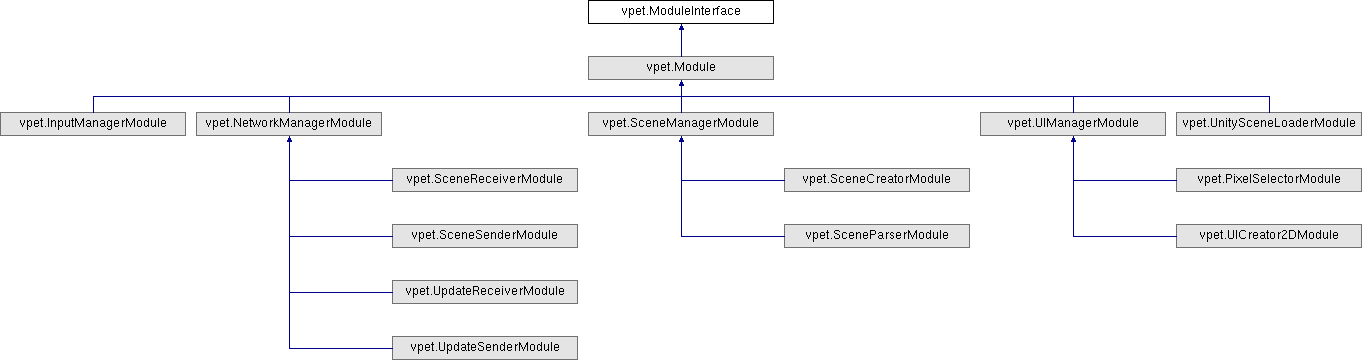 vpet.ModuleInterface
vpet.Module
vpet.InputManagerModule
vpet.NetworkManagerModule
vpet.SceneManagerModule
vpet.UIManagerModule
vpet.UnitySceneLoaderModule
vpet.SceneReceiverModule
vpet.SceneCreatorModule
vpet.PixelSelectorModule
vpet.SceneSenderModule
vpet.SceneParserModule
vpet.UICreator2DModule
vpet.UpdateReceiverModule
vpet.UpdateSenderModule